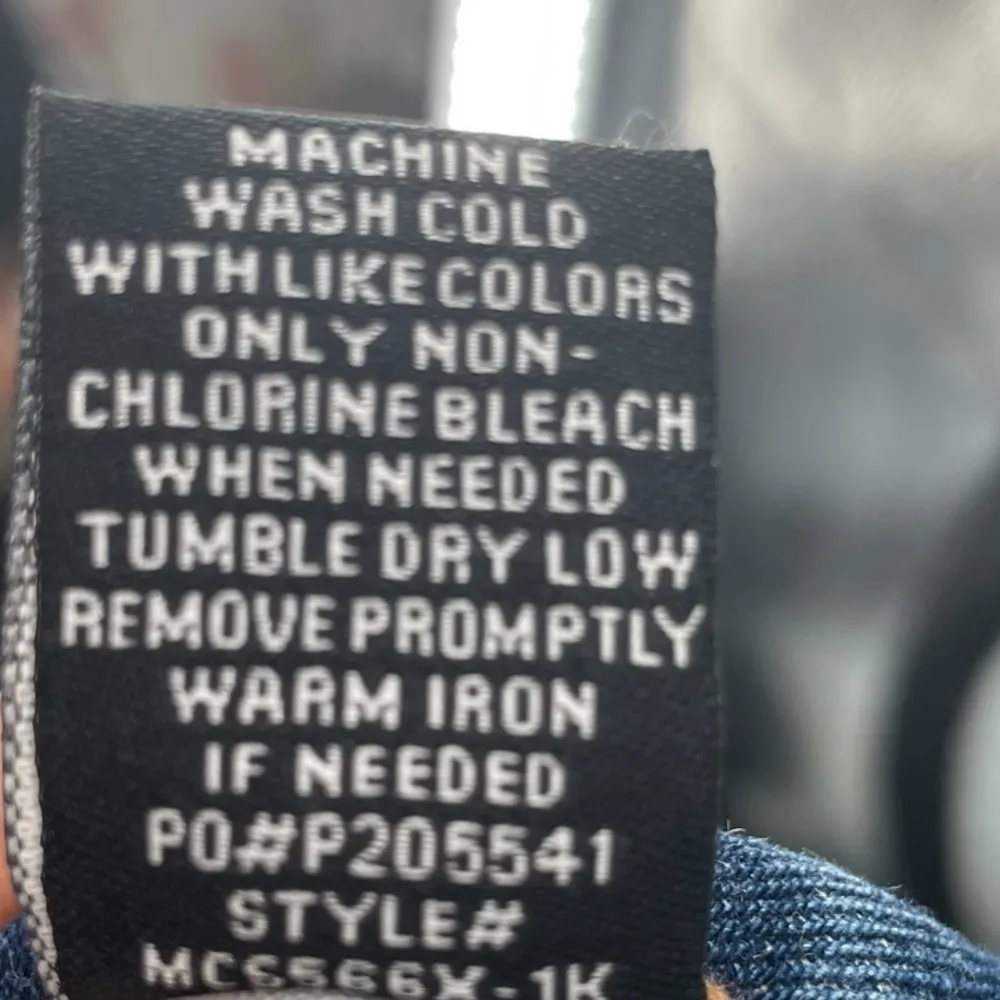 MACHINE
WASH COLD
WITH LIKE COLORS
ONLY NON-
CHLORINE BLEACH
WHEN NEEDED
TUMBLE DRY LOW
REMOVE PROMPTLY
WARM IRON
IF NEEDED
PO#P205541
STYLE#